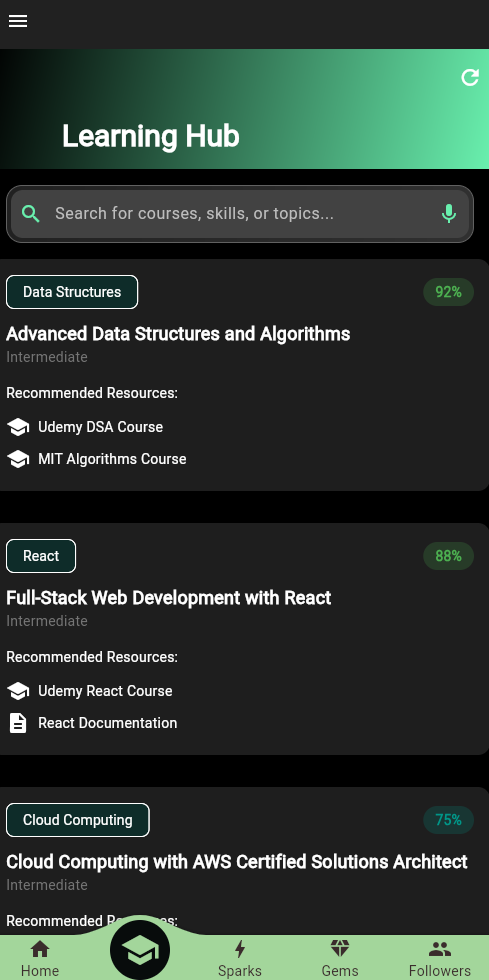 Learning Hub
Search for courses, skills, or topics...
Data Structures
92%
Advanced Data Structures and Algorithms
Intermediate
Recommended Resources:
Udemy DSA Course
MIT Algorithms Course
React
88%
Full-Stack Web Development with React
Intermediate
Recommended Resources:
Udemy React Course
React Documentation
Cloud Computing
75%
Cloud Computing with AWS Certified Solutions Architect
Intermediate
Recommended
Home
Sparks
Gems
Followers